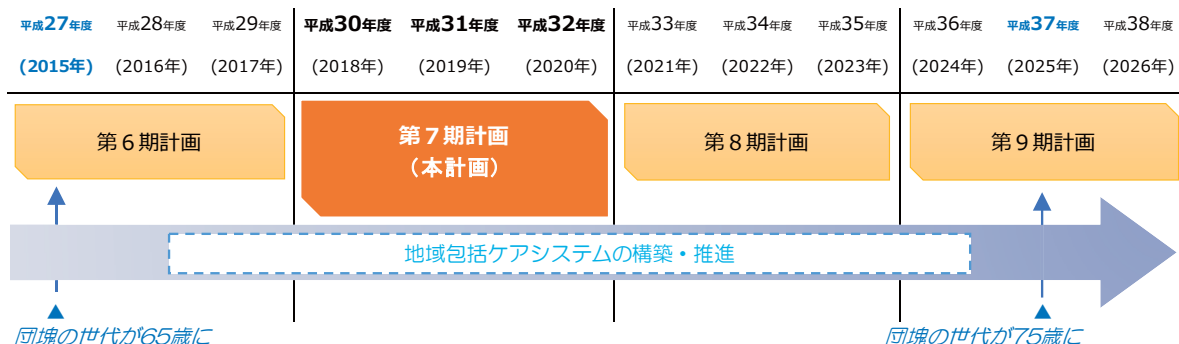 平成27年度 平成28年度 平成29年度 平成30年度 平成31年度 平成32年度 平成33年度 平成34年度 平成35年度 平成36年度 平成37年度 平成38年度
(2015年) (2016年) (2017年) (2018年) (2019年) (2020年) (2021年) (2022年) (2023年) (2024年) (2025年) (2026年)
第6期計画 第7期計画 第8期計画 第9期計画
(本計画)
地域包括ケアシステムの構築・推進
団塊の世代が65歳に 団塊の世代が75歳に